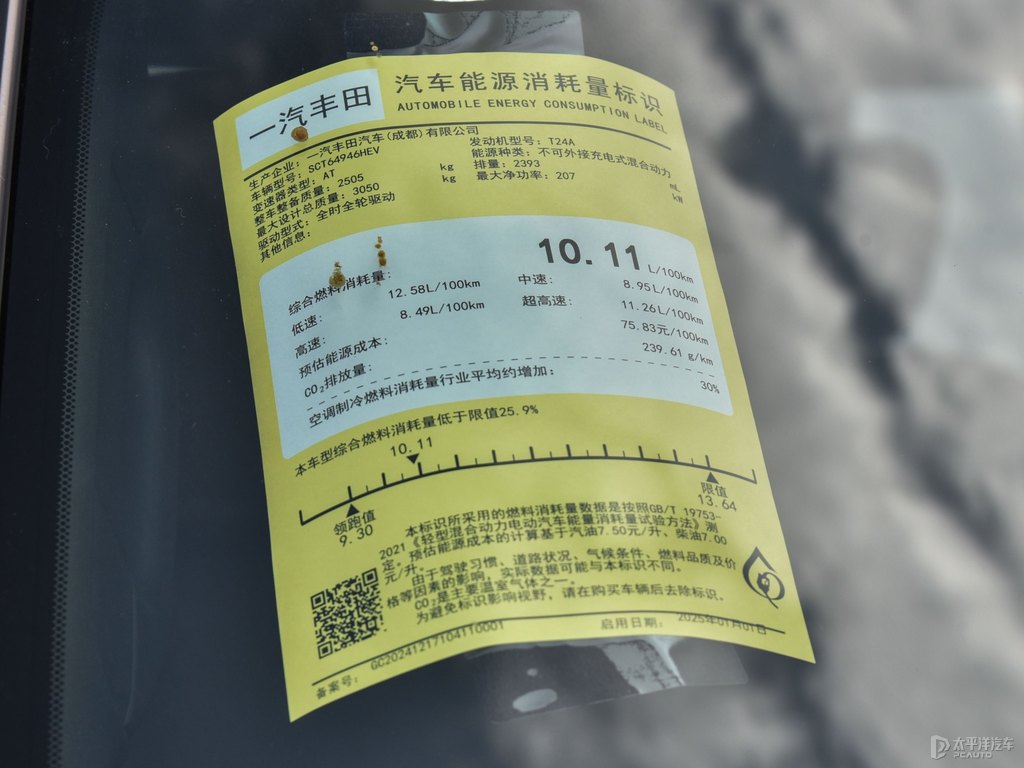 一汽丰田
汽车能源消耗量标识
AUTOMOBILE ENERGY CONSUMPTION LABEL
生产企业：一汽丰田汽车(成都)有限公司
车辆型号：SCT64946HEV
变速器类型：AT
整车整备质量：2505 kg
最大设计总质量：3050 kg
驱动型式：全时全轮驱动
其他信息：
发动机型号：T24A
能源种类：不可外接充电式混合动力
排量：2393 mL
最大净功率：207 kW
综合燃料消耗量： 10.11 L/100km
低速： 12.58L/100km 中速： 8.95L/100km
高速： 8.49L/100km 超高速： 11.26L/100km
预估能源成本： 75.83元/100km
CO₂排放量： 239.61 g/km
空调制冷燃料消耗量行业平均约增加： 30%
本车型综合燃料消耗量低于限值25.9%
10.11
领跑值
9.30
限值
13.64
本标识所采用的燃料消耗量数据是按照GB/T 19753-
2021《轻型混合动力电动汽车能量消耗量试验方法》测
定。预估能源成本的计算基于汽油7.50元/升、柴油7.00
元/升。
由于驾驶习惯、道路状况、气候条件、燃料品质及价
格等因素的影响，实际数据可能与本标识不同。
CO₂是主要温室气体之一。
为避免标识影响视野，请在购买车辆后去除标识。
备案号： GC20241217104110001 启用日期： 2025年01月01日
太平洋汽车
PCAUTO